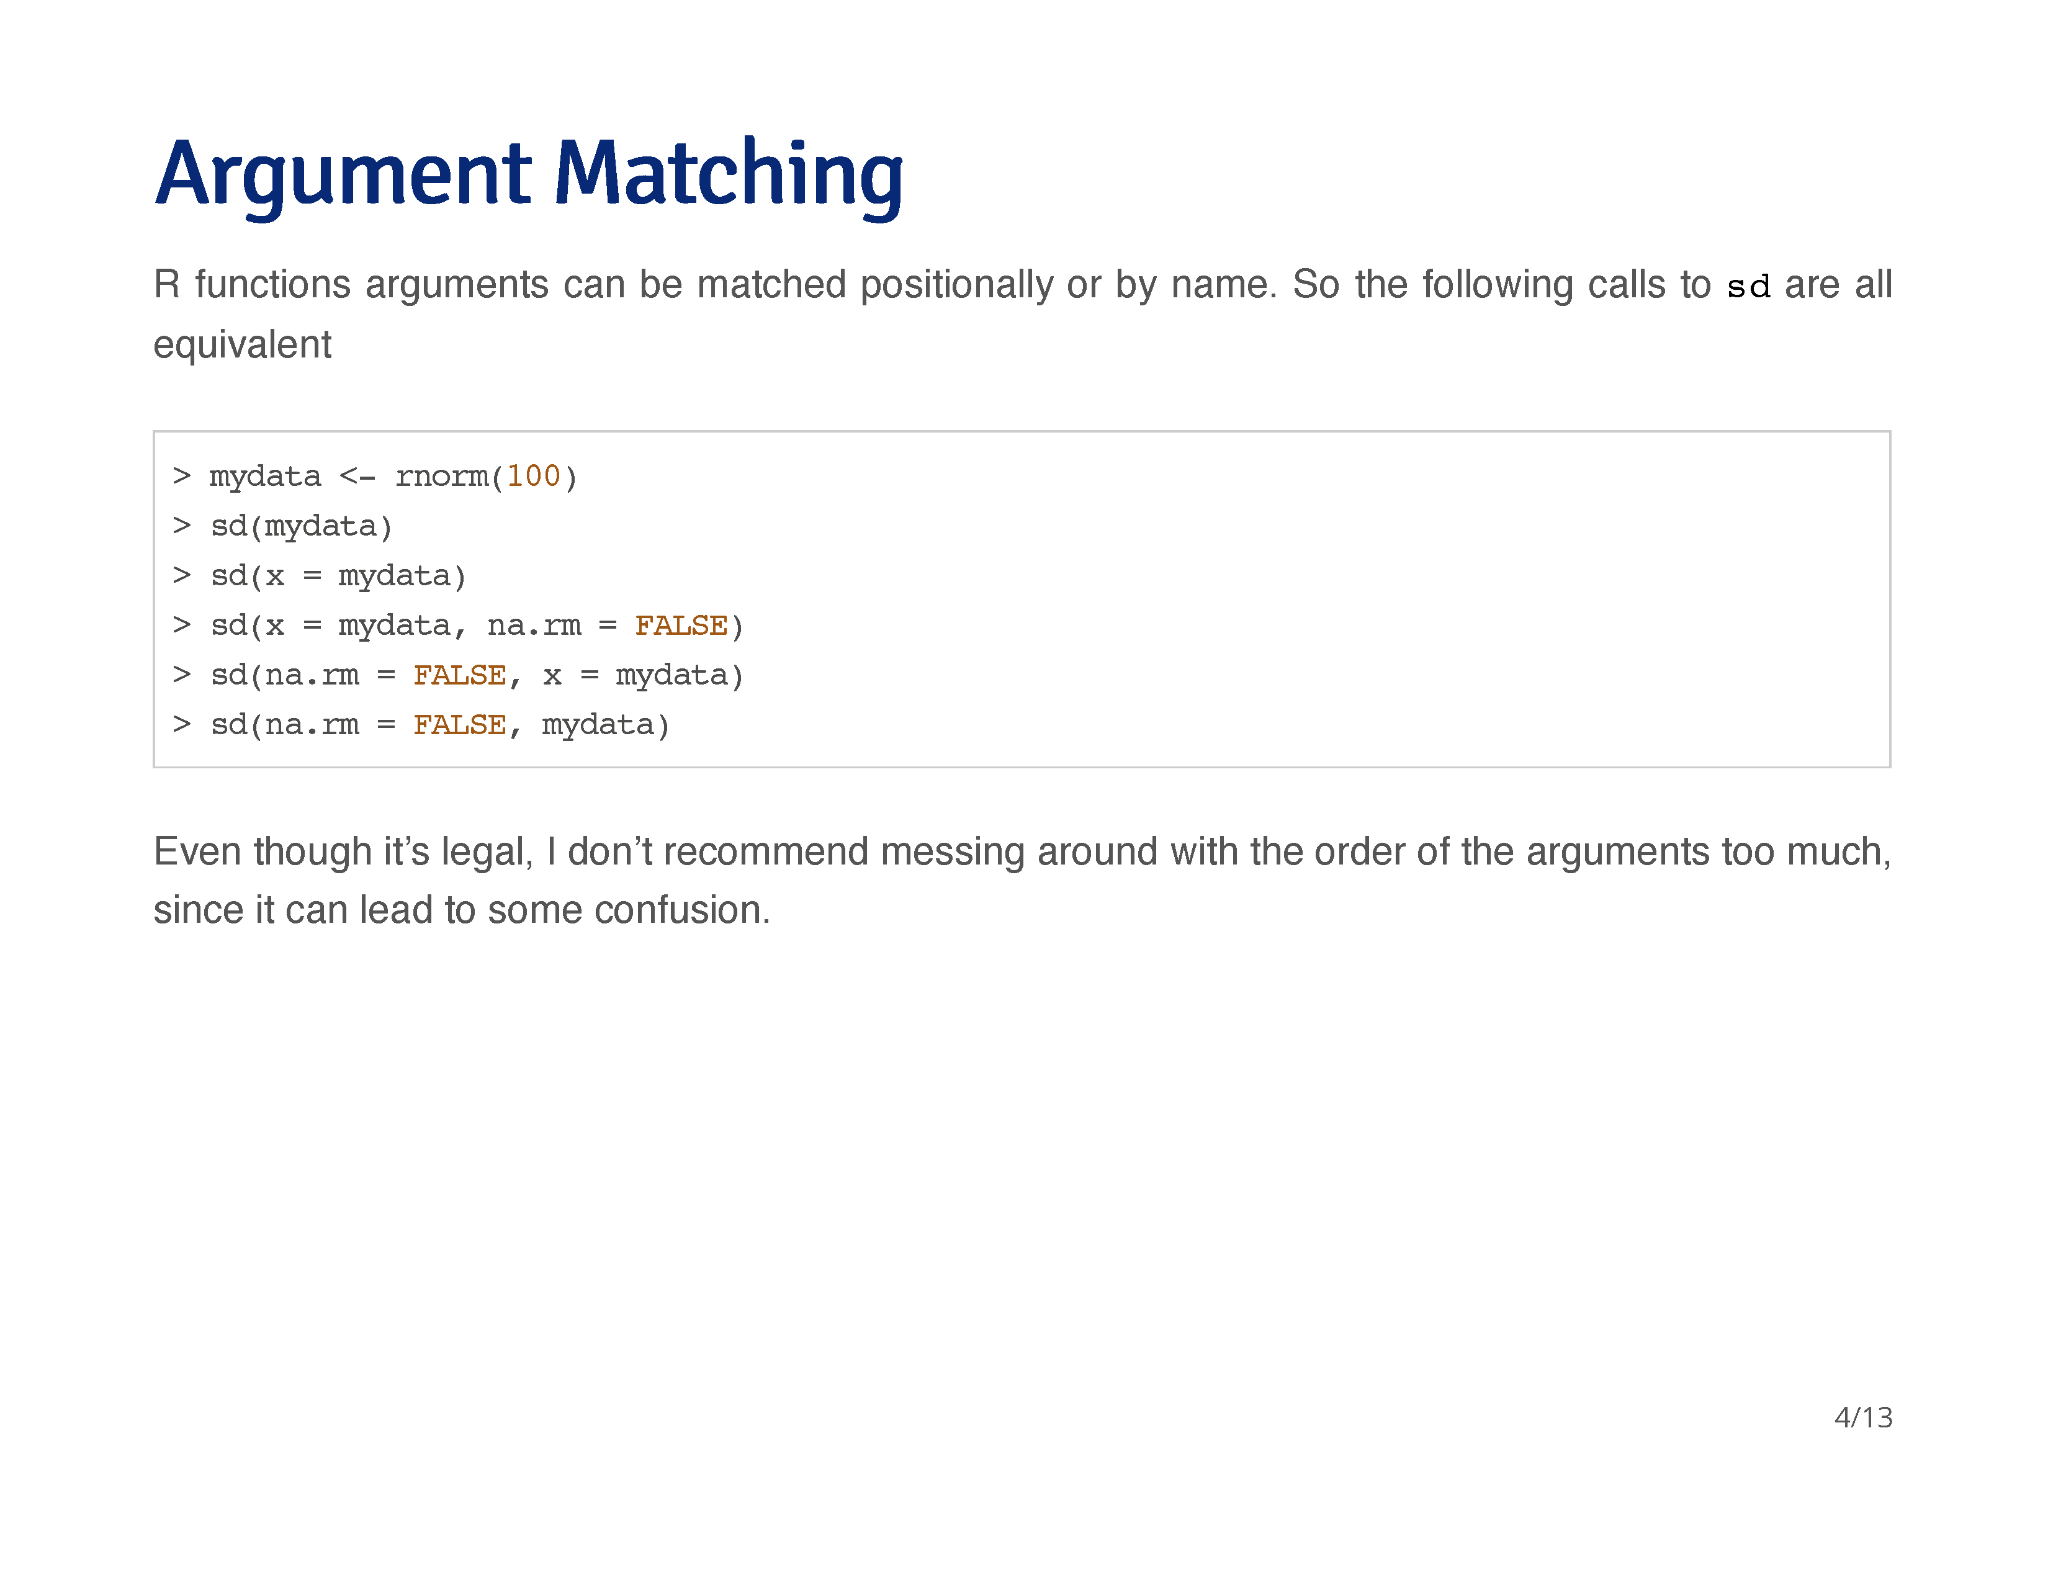 Argument Matching
R functions arguments can be matched positionally or by name. So the following calls to sd are all
equivalent
> mydata <- rnorm(100)
> sd(mydata)
> sd(x = mydata)
> sd(x = mydata, na.rm = FALSE)
> sd(na.rm = FALSE, x = mydata)
> sd(na.rm = FALSE, mydata)
Even though it’s legal, I don’t recommend messing around with the order of the arguments too much,
since it can lead to some confusion.
4/13